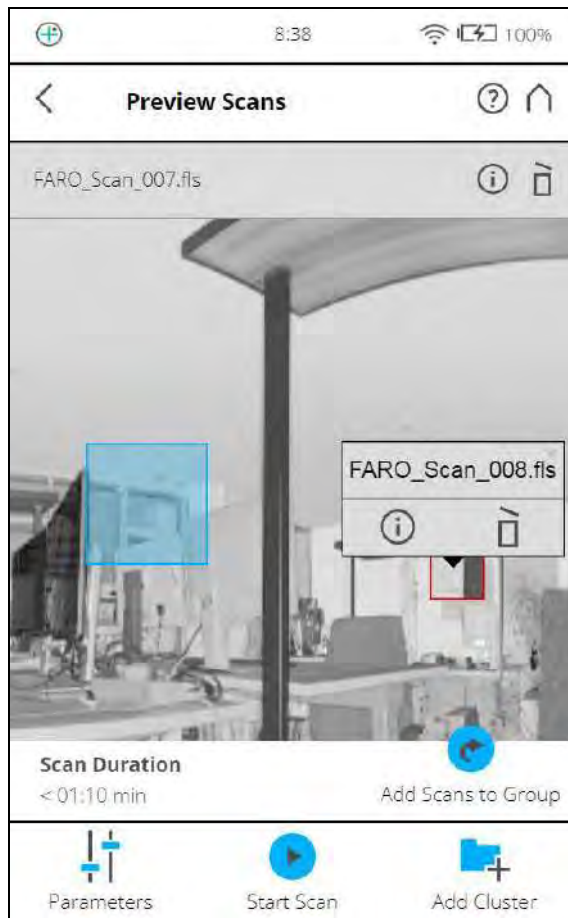 8:38
100%
Preview Scans
FARO_Scan_007.fls
FARO_Scan_008.fls
Scan Duration
< 01:10 min
Add Scans to Group
Parameters
Start Scan
Add Cluster